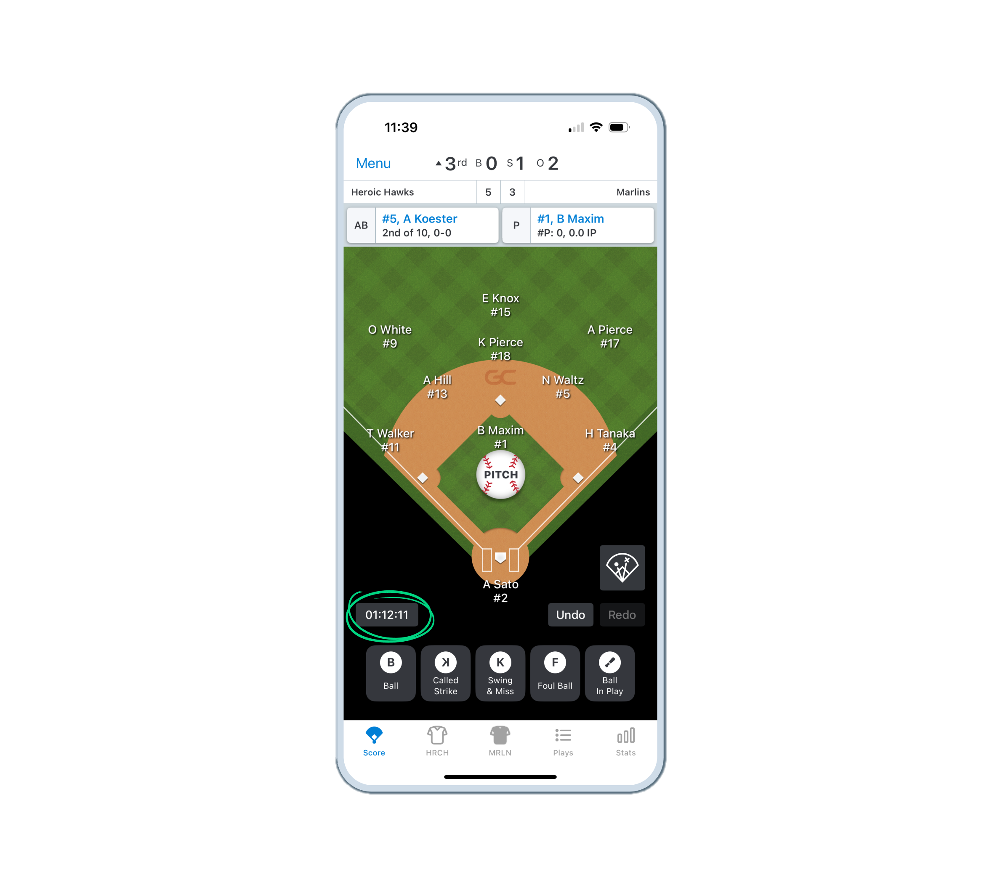 11:39
Menu ▲ 3rd B 0 S 1 O 2
Heroic Hawks 5 3 Marlins
AB #5, A Koester
2nd of 10, 0-0
P #1, B Maxim
#P: 0, 0.0 IP
E Knox
#15
O White
#9
A Pierce
#17
K Pierce
#18
GC
A Hill
#13
N Waltz
#5
T Walker
#11
B Maxim
#1
H Tanaka
#4
PITCH
A Sato
#2
01:12:11 Undo Redo
B
Ball
K
Called
Strike
K
Swing
& Miss
F
Foul Ball
Ball
In Play
Score HRCH MRLN Plays Stats